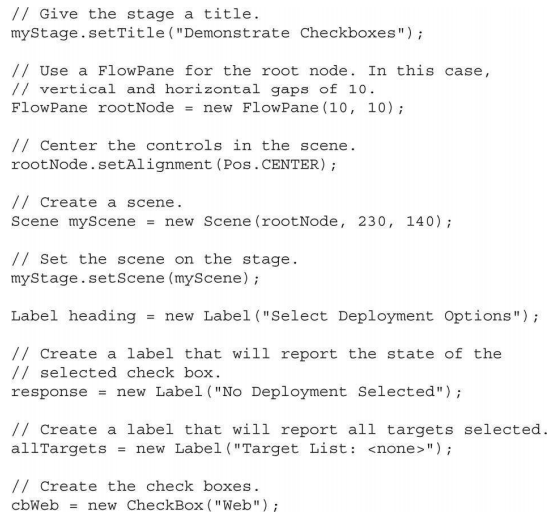 // Give the stage a title.
myStage.setTitle("Demonstrate Checkboxes");
// Use a FlowPane for the root node. In this case,
// vertical and horizontal gaps of 10.
FlowPane rootNode = new FlowPane(10, 10);
// Center the controls in the scene.
rootNode.setAlignment(Pos.CENTER);
// Create a scene.
Scene myScene = new Scene(rootNode, 230, 140);
// Set the scene on the stage.
myStage.setScene(myScene);
Label heading = new Label("Select Deployment Options");
// Create a label that will report the state of the
// selected check box.
response = new Label("No Deployment Selected");
// Create a label that will report all targets selected.
allTargets = new Label("Target List: <none>");
// Create the check boxes.
cbWeb = new CheckBox("Web");